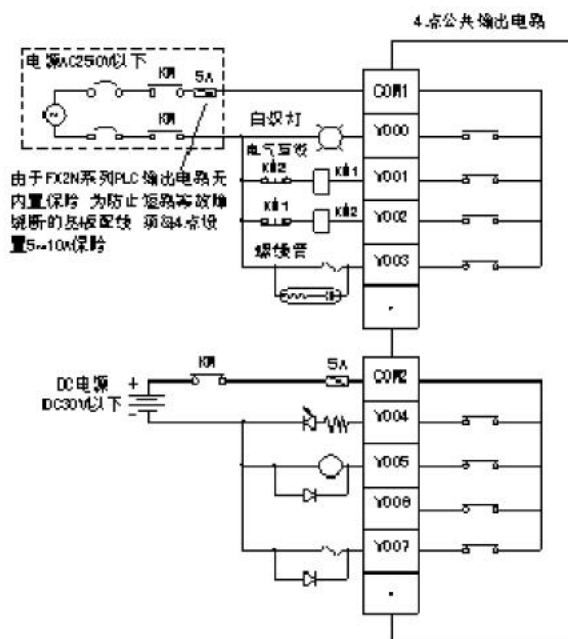 4点公共输出电路
电源AC250V以下
KM
5A
KM
COM1
白炽灯
Y000
电气互锁
KM2
KM1
Y001
KM1
KM2
Y002
螺线管
Y003
由于FX2N系列PLC输出电路无
内置保险 为防止短路等故障
烧断的基板配线 须每4点设
置5~10A保险
KM
5A
COM2
DC电源
DC30V以下
+
-
Y004
Y005
Y006
Y007